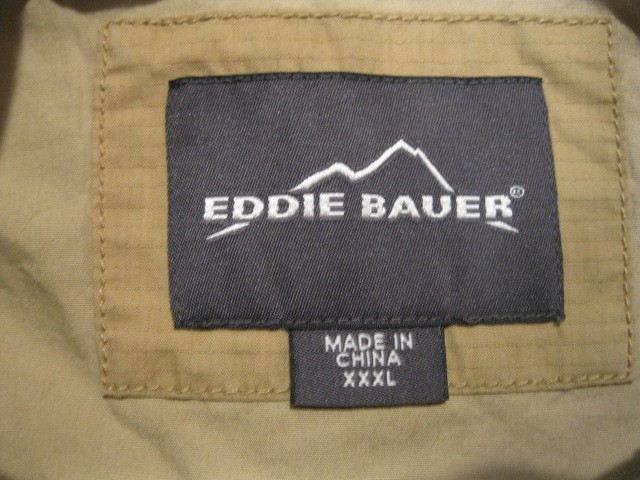 EDDIE BAUER®
MADE IN
CHINA
XXXL